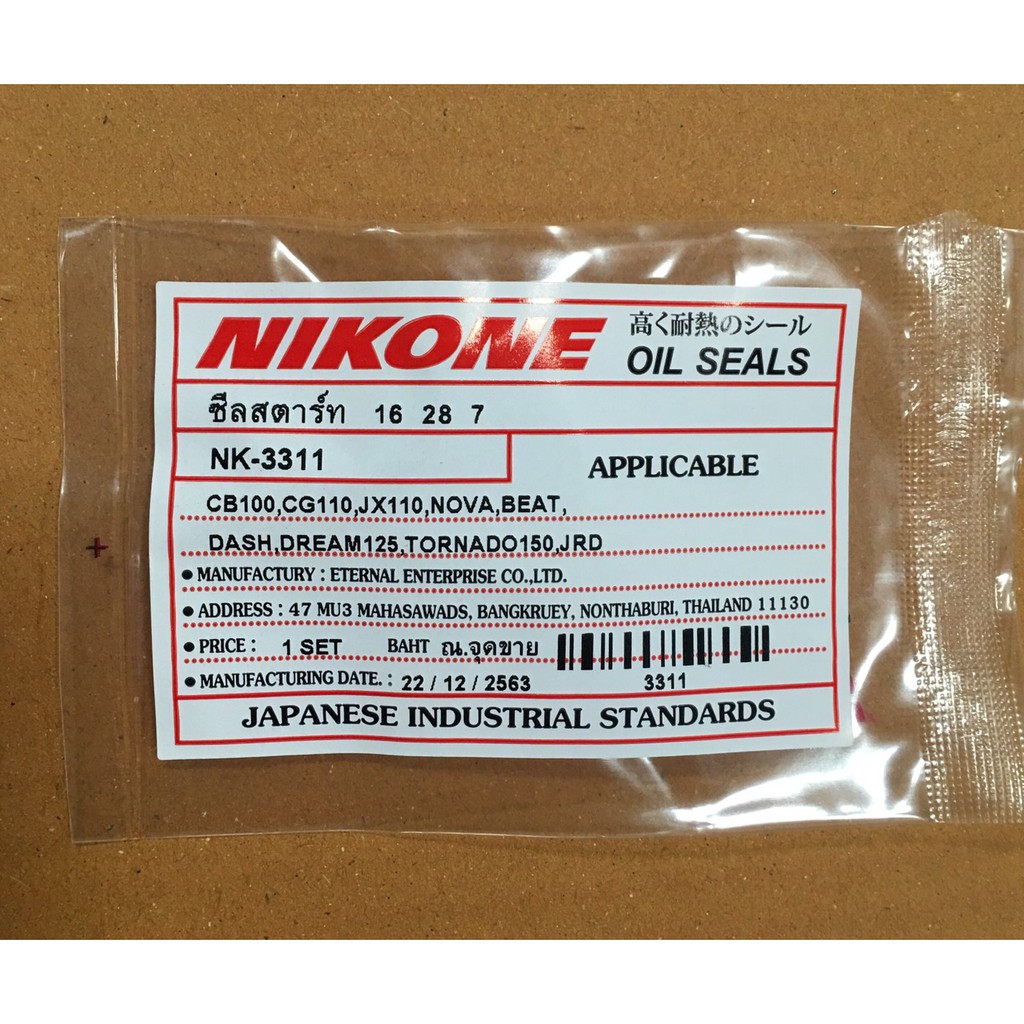 NIKONE
高く耐熱のシール
OIL SEALS
ซีลสตาร์ท 16 28 7
NK-3311
APPLICABLE
CB100,CG110,JX110,NOVA,BEAT,
DASH,DREAM125,TORNADO150,JRD
● MANUFACTURY : ETERNAL ENTERPRISE CO.,LTD.
● ADDRESS : 47 MU3 MAHASAWADS, BANGKRUEY, NONTHABURI, THAILAND 11130
● PRICE : 1 SET BAHT ณ.จุดขาย
● MANUFACTURING DATE. : 22 / 12 / 2563
3311
JAPANESE INDUSTRIAL STANDARDS